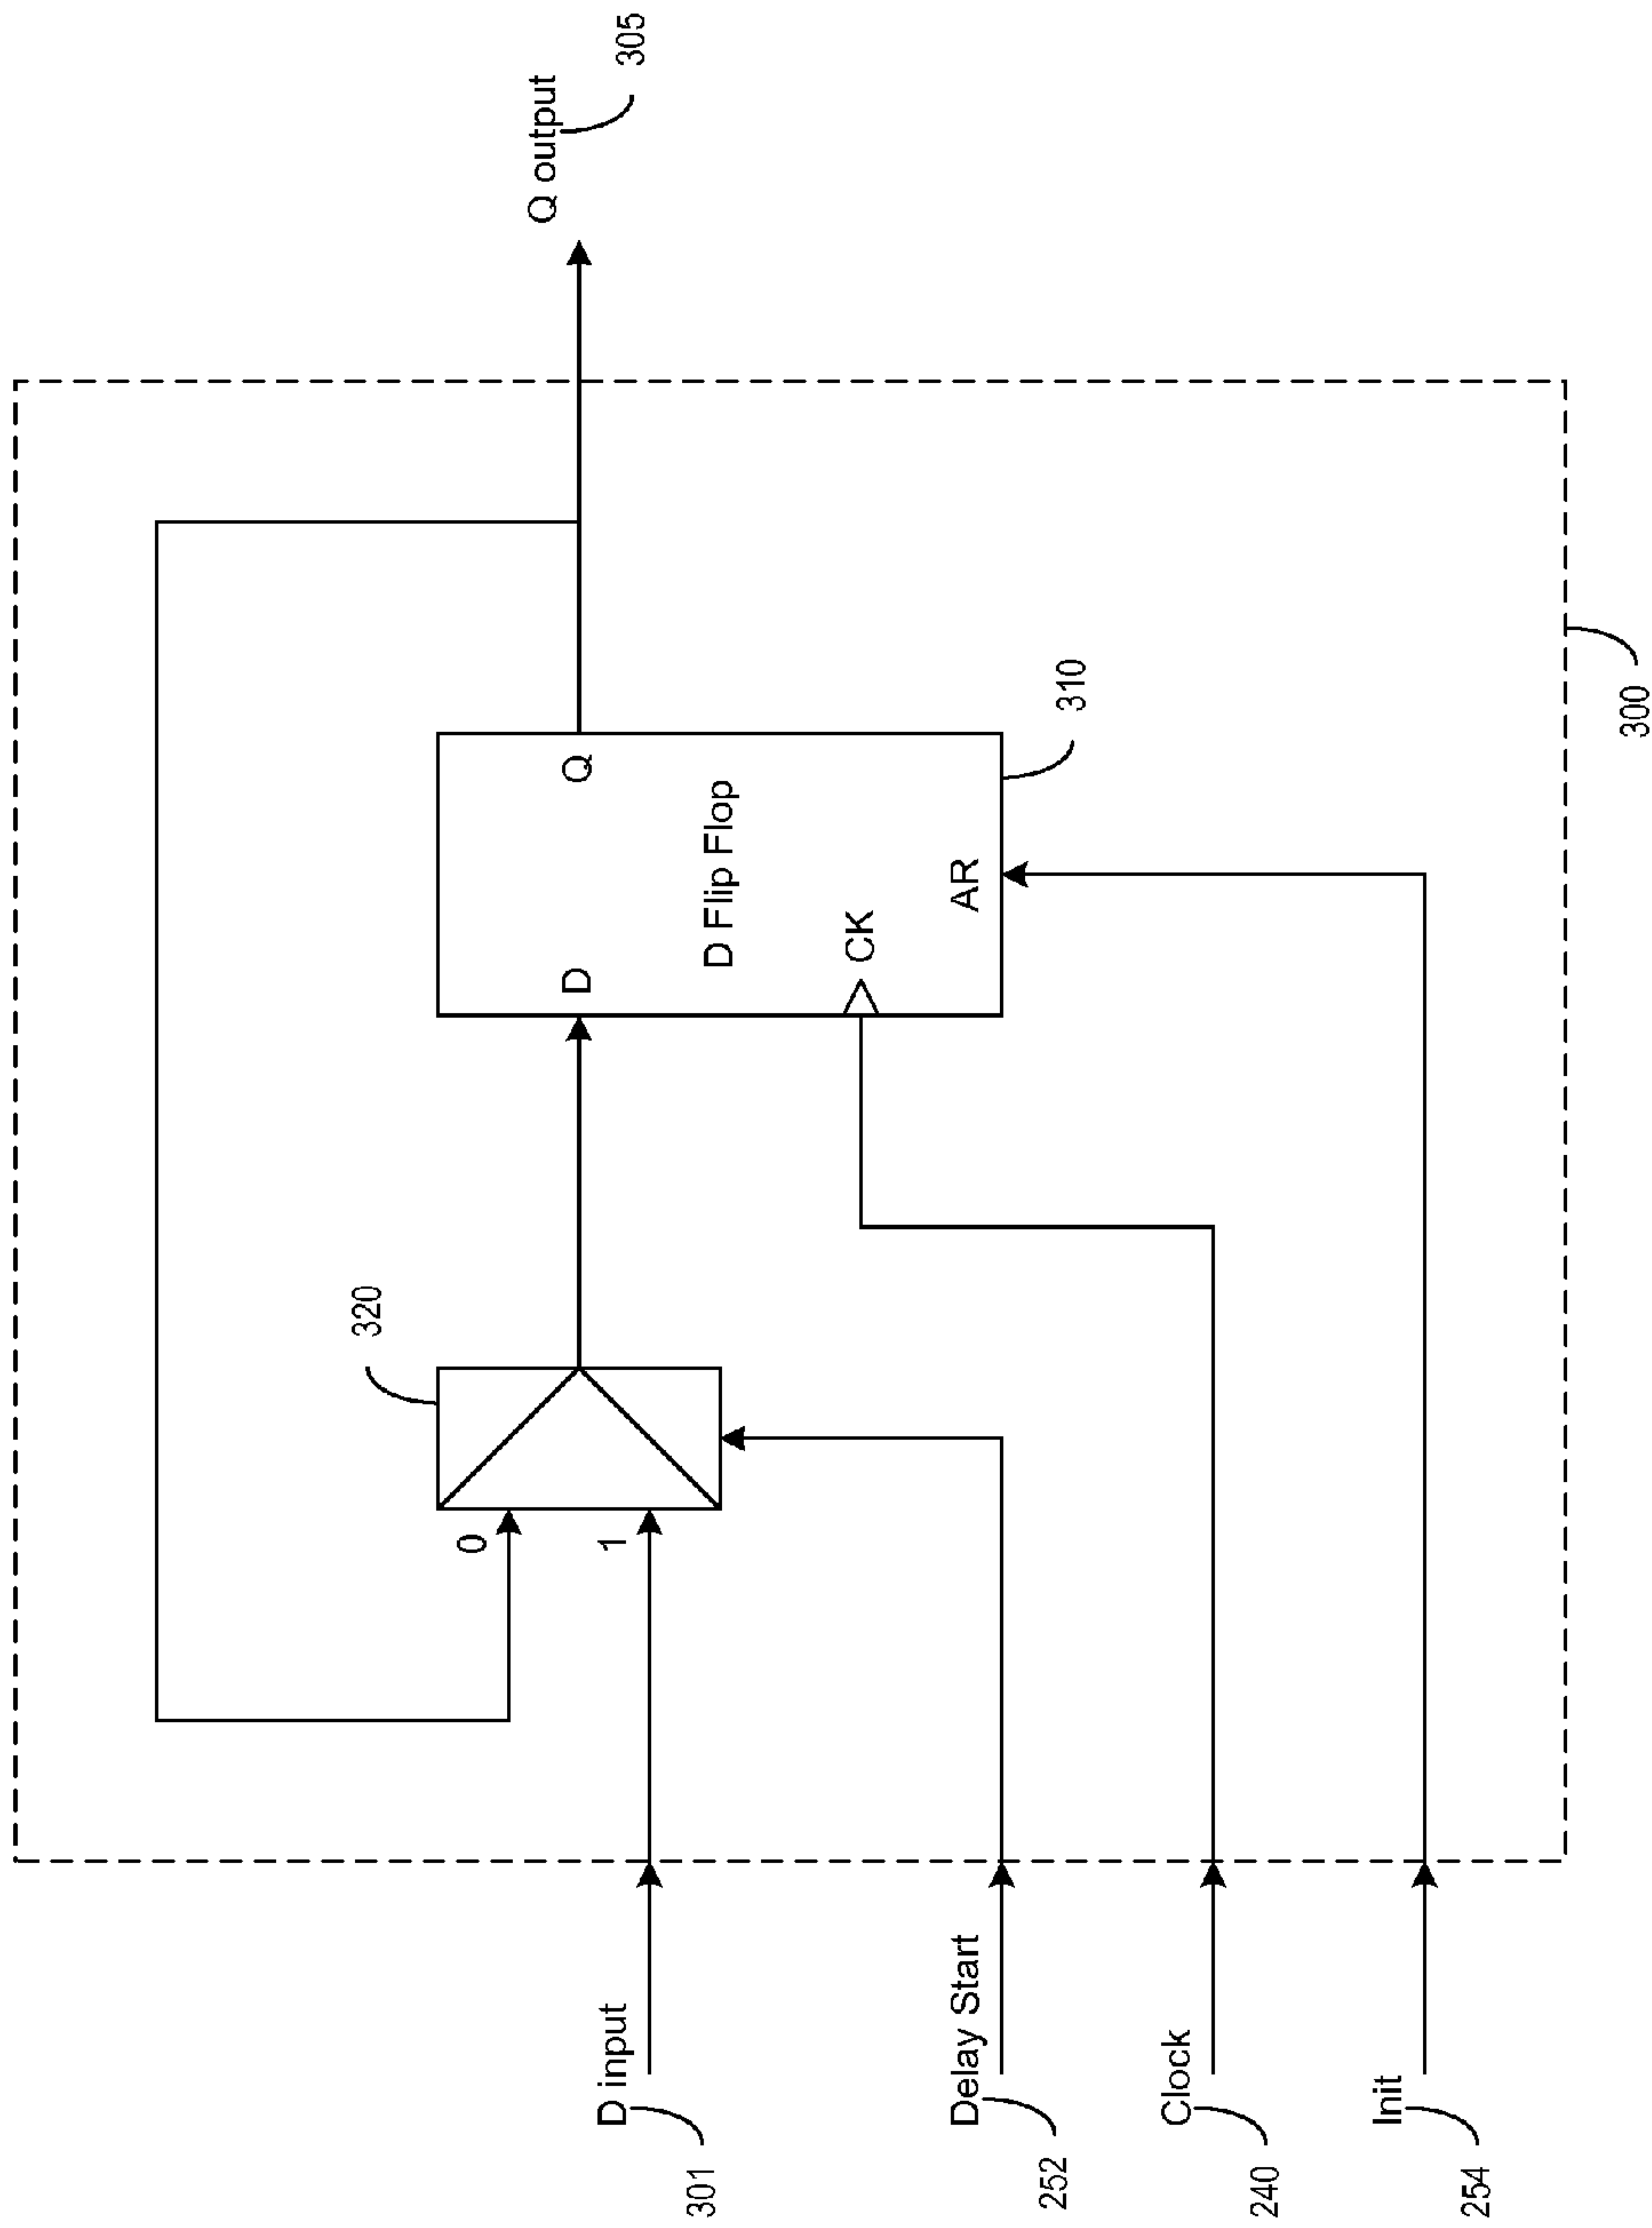 Q output
305
320
0
1
D
Q
D Flip Flop
CK
AR
310
D input
301
Delay Start
252
Clock
240
Init
254
300